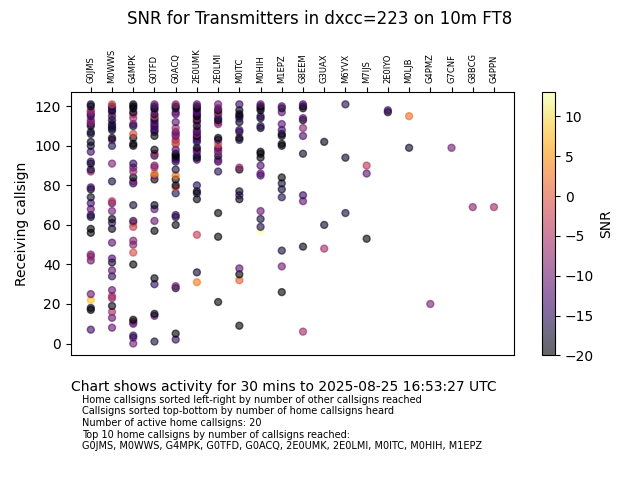 SNR for Transmitters in dxcc=223 on 10m FT8
G0JMS M0WWS G4MPK G0TFD G0ACQ 2E0UMK 2E0LMI M0ITC M0HIH M1EPZ G8EEM G3UAX M6YVX M7IJS 2E0IYO M0LJB G4PMZ G7CNF G8BCG G4PPN
Receiving callsign
120
100
80
60
40
20
0
10
5
0
−5
−10
−15
−20
SNR
Chart shows activity for 30 mins to 2025-08-25 16:53:27 UTC
Home callsigns sorted left-right by number of other callsigns reached
Callsigns sorted top-bottom by number of home callsigns heard
Number of active home callsigns: 20
Top 10 home callsigns by number of callsigns reached:
G0JMS, M0WWS, G4MPK, G0TFD, G0ACQ, 2E0UMK, 2E0LMI, M0ITC, M0HIH, M1EPZ